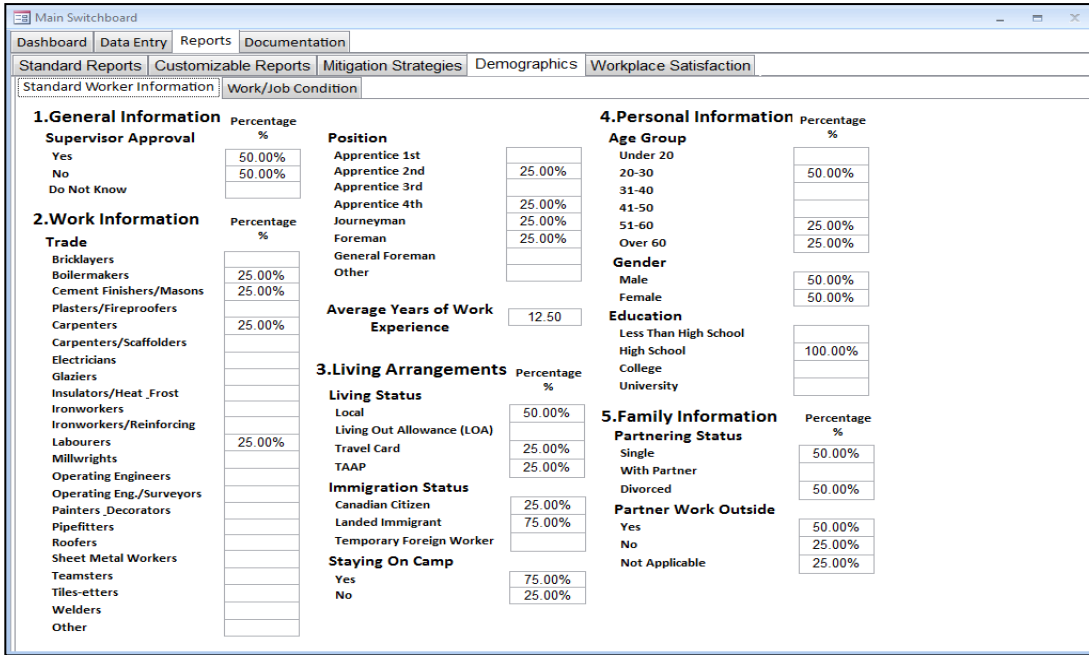 Main Switchboard
Dashboard Data Entry Reports Documentation
Standard Reports Customizable Reports Mitigation Strategies Demographics Workplace Satisfaction
Standard Worker Information Work/Job Condition
1.General Information Percentage %
Supervisor Approval
Yes 50.00%
No 50.00%
Do Not Know
2.Work Information Percentage %
Trade
Bricklayers
Boilermakers 25.00%
Cement Finishers/Masons 25.00%
Plasters/Fireproofers
Carpenters 25.00%
Carpenters/Scaffolders
Electricians
Glaziers
Insulators/Heat _Frost
Ironworkers
Ironworkers/Reinforcing
Labourers 25.00%
Millwrights
Operating Engineers
Operating Eng./Surveyors
Painters _Decorators
Pipefitters
Roofers
Sheet Metal Workers
Teamsters
Tiles-etters
Welders
Other
Position
Apprentice 1st
Apprentice 2nd 25.00%
Apprentice 3rd
Apprentice 4th 25.00%
Journeyman 25.00%
Foreman 25.00%
General Foreman
Other
Average Years of Work
Experience 12.50
3.Living Arrangements Percentage %
Living Status
Local 50.00%
Living Out Allowance (LOA)
Travel Card 25.00%
TAAP 25.00%
Immigration Status
Canadian Citizen 25.00%
Landed Immigrant 75.00%
Temporary Foreign Worker
Staying On Camp
Yes 75.00%
No 25.00%
4.Personal Information Percentage %
Age Group
Under 20
20-30 50.00%
31-40
41-50
51-60 25.00%
Over 60 25.00%
Gender
Male 50.00%
Female 50.00%
Education
Less Than High School
High School 100.00%
College
University
5.Family Information Percentage %
Partnering Status
Single 50.00%
With Partner
Divorced 50.00%
Partner Work Outside
Yes 50.00%
No 25.00%
Not Applicable 25.00%